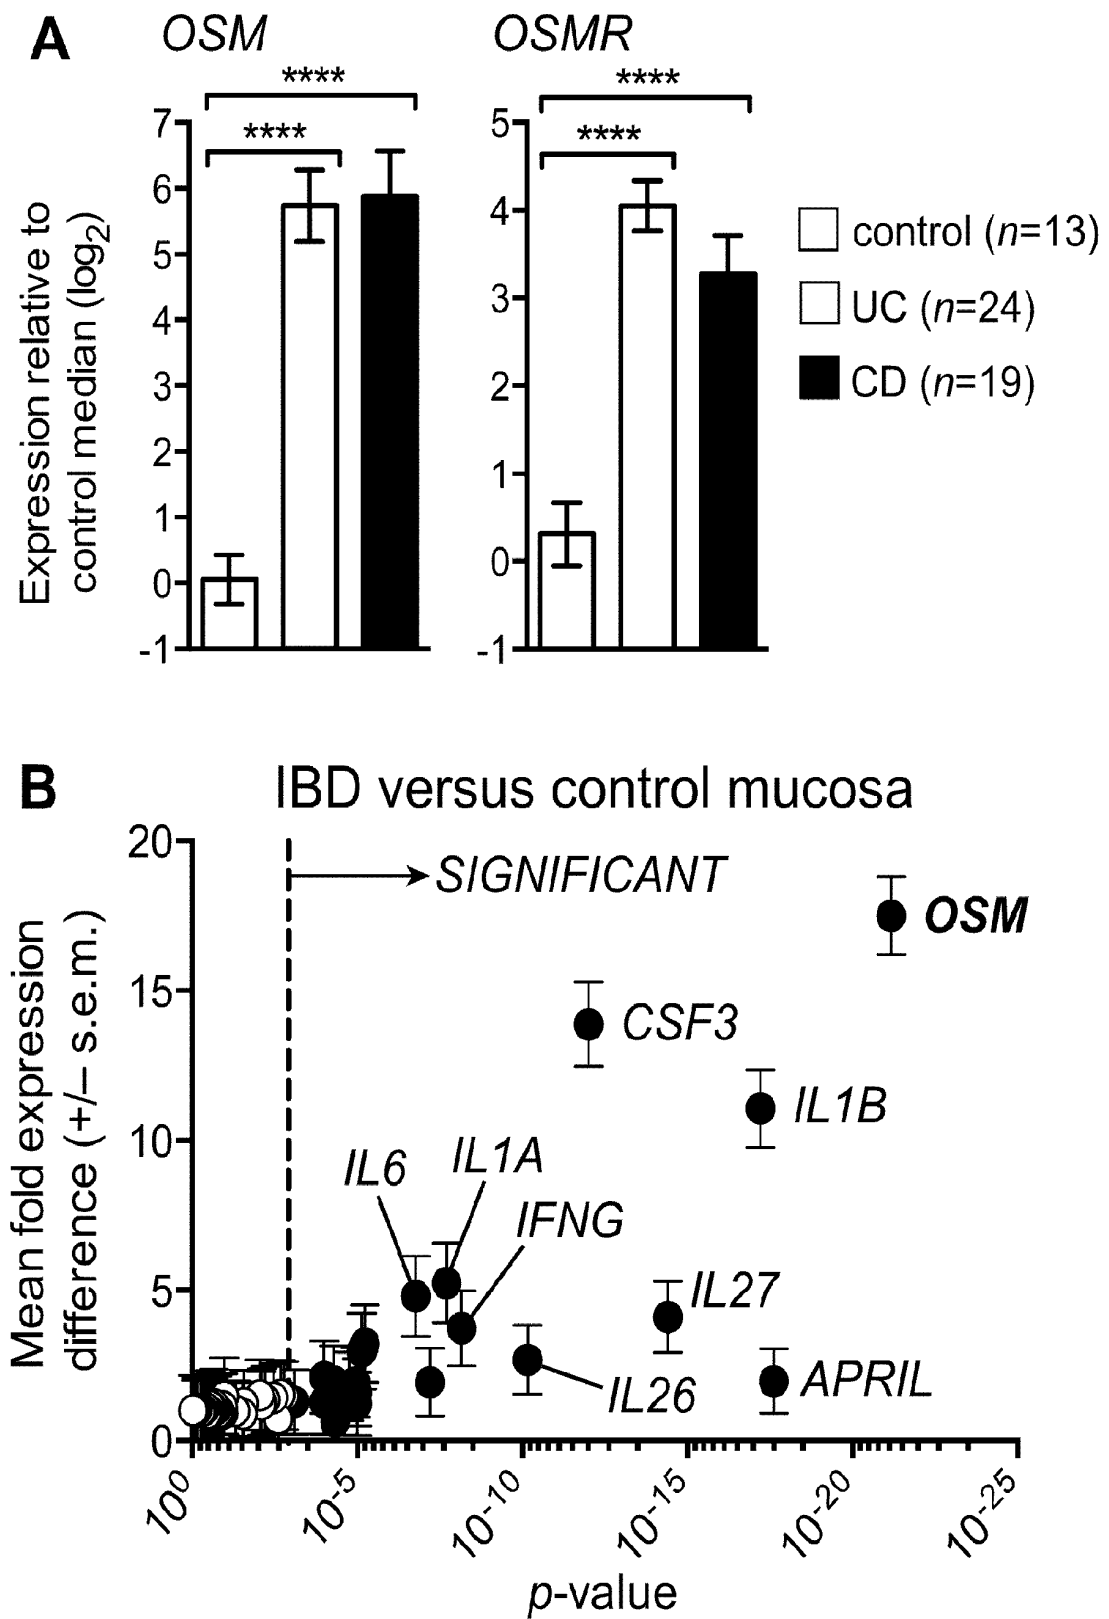 A
OSM
OSMR
****
****
****
****
7
6
5
4
3
2
1
0
-1
5
4
3
2
1
0
-1
Expression relative to
control median (log2)
control (n=13)
UC (n=24)
CD (n=19)
B
IBD versus control mucosa
20
15
10
5
0
Mean fold expression
difference (+/– s.e.m.)
SIGNIFICANT
OSM
CSF3
IL1B
IL6
IL1A
IFNG
IL27
IL26
APRIL
10^0
10^-5
10^-10
10^-15
10^-20
10^-25
p-value